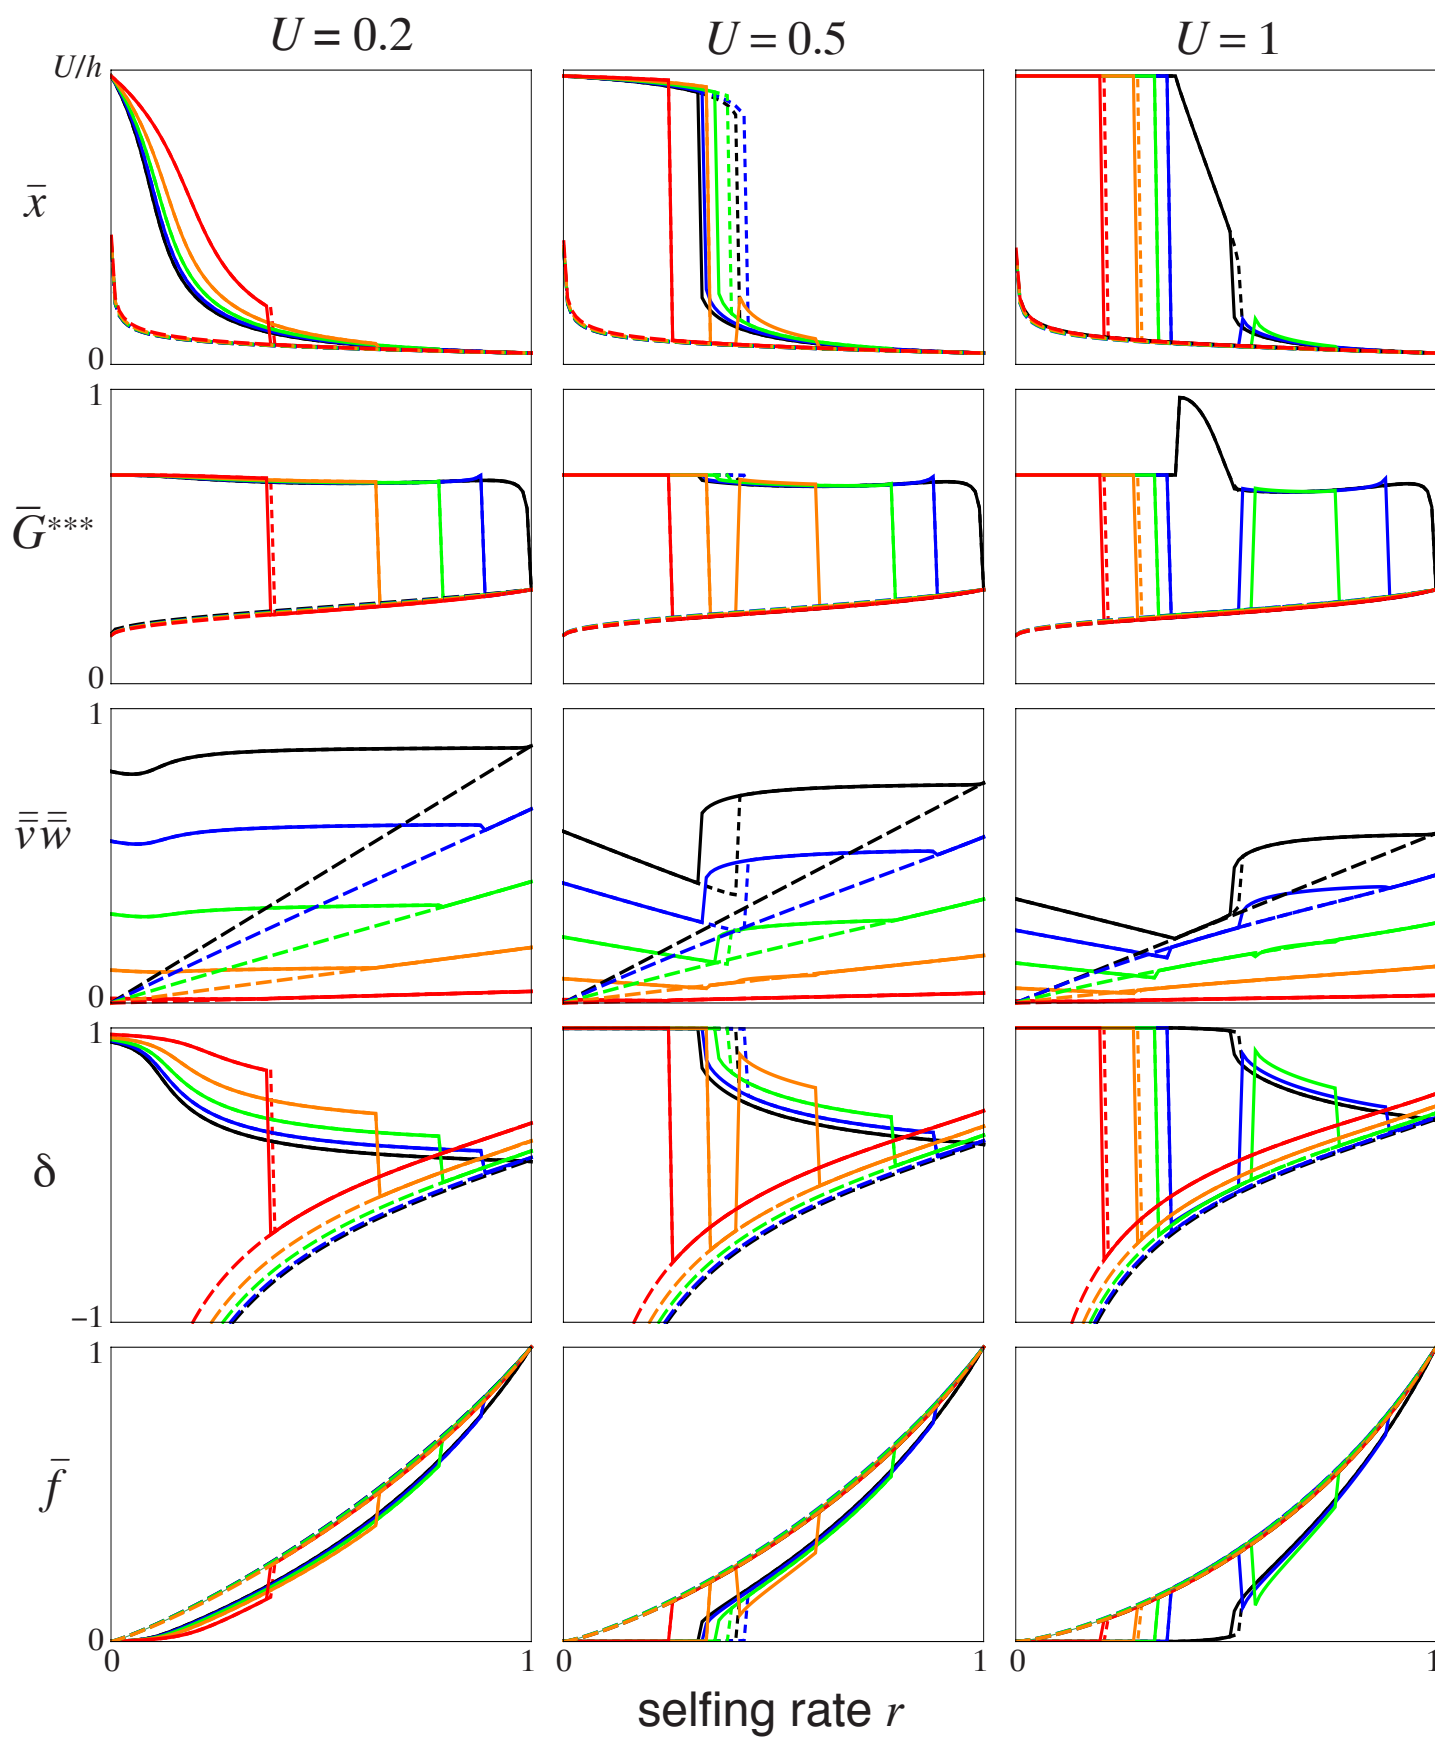 U = 0.2 U = 0.5 U = 1
U/h
x̄
0
1
G̅***
0
1
v̿ w̿
0
1
δ
−1
1
f̄
0
0 1 0 1 0 1
selfing rate r